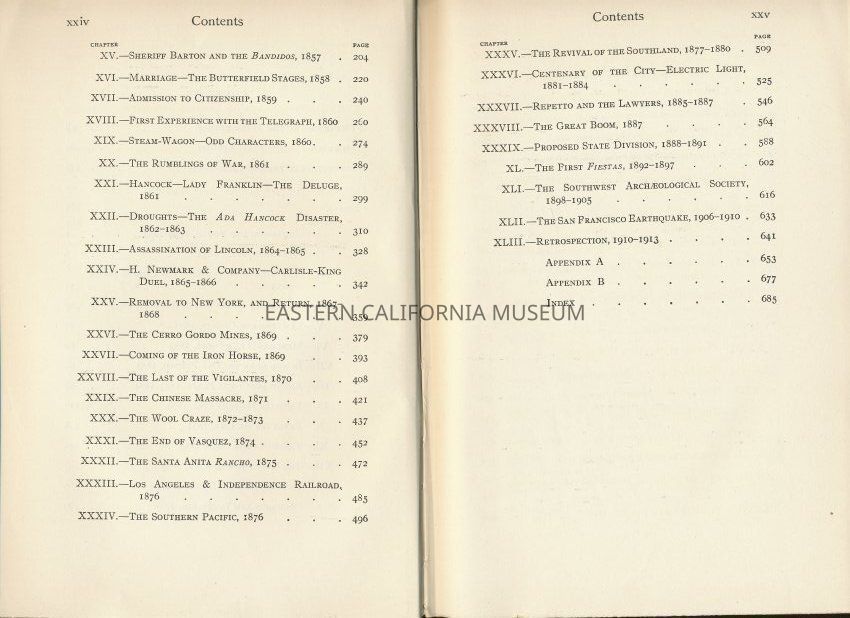 xxiv Contents
CHAPTER PAGE
XV.—Sheriff Barton and the Bandidos, 1857 . 204
XVI.—Marriage—The Butterfield Stages, 1858 . 220
XVII.—Admission to Citizenship, 1859 . . . 240
XVIII.—First Experience with the Telegraph, 1860 260
XIX.—Steam-Wagon—Odd Characters, 1860. . . 274
XX.—The Rumblings of War, 1861 . . . 289
XXI.—Hancock—Lady Franklin—The Deluge,
1861 . . . . . . . 299
XXII.—Droughts—The Ada Hancock Disaster,
1862–1863 . . . . . . 310
XXIII.—Assassination of Lincoln, 1864–1865 . . 328
XXIV.—H. Newmark & Company—Carlisle-King
Duel, 1865–1866 . . . . . 342
XXV.—Removal to New York, and Return, 1867–
1868 . . . . . . . 359
XXVI.—The Cerro Gordo Mines, 1869 . . . 379
XXVII.—Coming of the Iron Horse, 1869 . . 393
XXVIII.—The Last of the Vigilantes, 1870 . . 408
XXIX.—The Chinese Massacre, 1871 . . . 421
XXX.—The Wool Craze, 1872–1873 . . . 437
XXXI.—The End of Vasquez, 1874 . . . . 452
XXXII.—The Santa Anita Rancho, 1875 . . . 472
XXXIII.—Los Angeles & Independence Railroad,
1876 . . . . . . . 485
XXXIV.—The Southern Pacific, 1876 . . . 496
Contents xxv
CHAPTER PAGE
XXXV.—The Revival of the Southland, 1877–1880 . 509
XXXVI.—Centenary of the City—Electric Light,
1881–1884 . . . . . . 525
XXXVII.—Repetto and the Lawyers, 1885–1887 . 546
XXXVIII.—The Great Boom, 1887 . . . . 564
XXXIX.—Proposed State Division, 1888–1891 . . 588
XL.—The First Fiestas, 1892–1897 . . . 602
XLI.—The Southwest Archæological Society,
1898–1905 . . . . . . 616
XLII.—The San Francisco Earthquake, 1906–1910 . 633
XLIII.—Retrospection, 1910–1913 . . . . 641
Appendix A . . . . . . 653
Appendix B . . . . . . 677
Index . . . . . . . 685
EASTERN CALIFORNIA MUSEUM